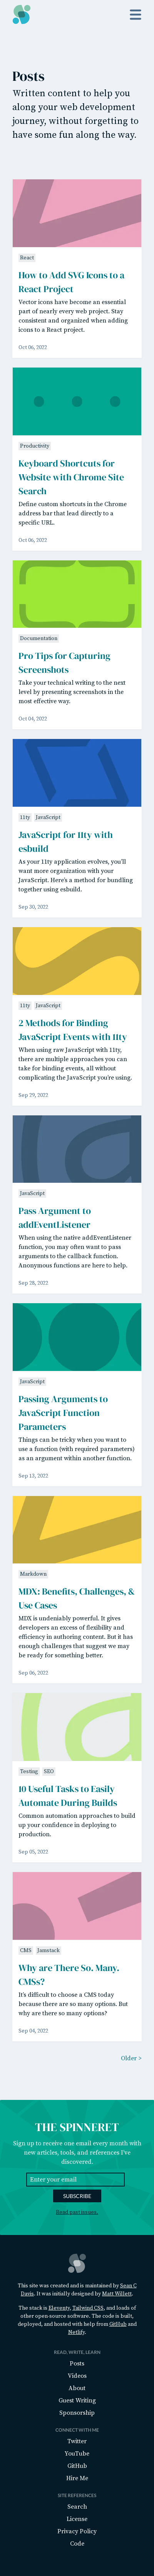 Posts
Written content to help you
along your web development
journey, without forgetting to
have some fun along the way.
React
How to Add SVG Icons to a
React Project
Vector icons have become an essential
part of nearly every web project. Stay
consistent and organized when adding
icons to a React project.
Oct 06, 2022
Productivity
Keyboard Shortcuts for
Website with Chrome Site
Search
Define custom shortcuts in the Chrome
address bar that lead directly to a
specific URL.
Oct 06, 2022
Documentation
Pro Tips for Capturing
Screenshots
Take your technical writing to the next
level by presenting screenshots in the
most effective way.
Oct 04, 2022
11ty JavaScript
JavaScript for 11ty with
esbuild
As your 11ty application evolves, you'll
want more organization with your
JavaScript. Here's a method for bundling
together using esbuild.
Sep 30, 2022
11ty JavaScript
2 Methods for Binding
JavaScript Events with 11ty
When using raw JavaScript with 11ty,
there are multiple approaches you can
take for binding events, all without
complicating the JavaScript you're using.
Sep 29, 2022
JavaScript
Pass Argument to
addEventListener
When using the native addEventListener
function, you may often want to pass
arguments to the callback function.
Anonymous functions are here to help.
Sep 28, 2022
JavaScript
Passing Arguments to
JavaScript Function
Parameters
Things can be tricky when you want to
use a function (with required parameters)
as an argument within another function.
Sep 13, 2022
Markdown
MDX: Benefits, Challenges, &
Use Cases
MDX is undeniably powerful. It gives
developers an excess of flexibility and
efficiency in authoring content. But it has
enough challenges that suggest we may
be ready for something better.
Sep 06, 2022
Testing SEO
10 Useful Tasks to Easily
Automate During Builds
Common automation approaches to build
up your confidence in deploying to
production.
Sep 05, 2022
CMS Jamstack
Why are There So. Many.
CMSs?
It's difficult to choose a CMS today
because there are so many options. But
why are there so many options?
Sep 04, 2022
Older >
THE SPINNERET
Sign up to receive one email every month with
new articles, tools, and references I've
discovered.
Enter your email
SUBSCRIBE
Read past issues.
This site was created and is maintained by Sean C
Davis. It was initially designed by Matt Willett.
The stack is Eleventy, Tailwind CSS, and loads of
other open-source software. The code is built,
deployed, and hosted with help from GitHub and
Netlify.
READ, WRITE, LEARN
Posts
Videos
About
Guest Writing
Sponsorship
CONNECT WITH ME
Twitter
YouTube
GitHub
Hire Me
SITE REFERENCES
Search
License
Privacy Policy
Code